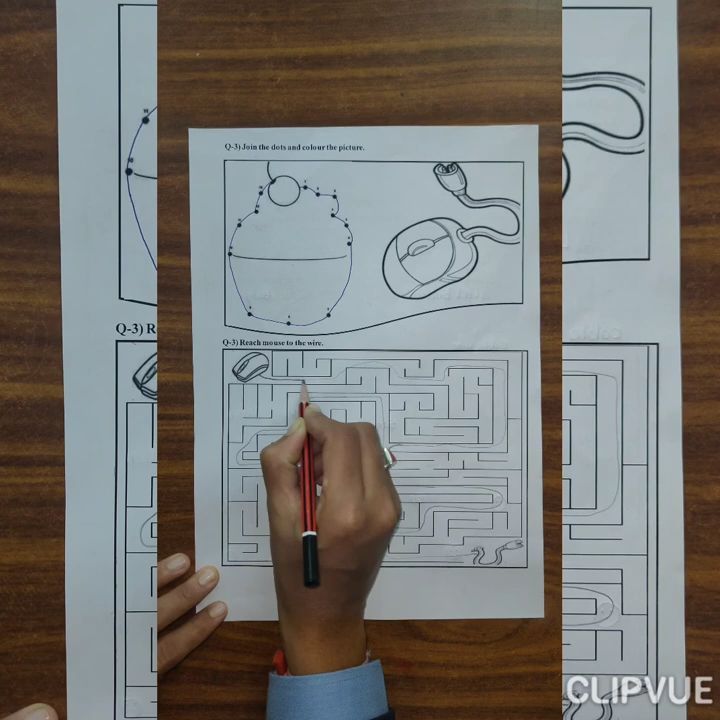 Q-3) Join the dots and colour the picture.
Q-3) Reach mouse to the wire.
Q-3) R
CLIPVUE